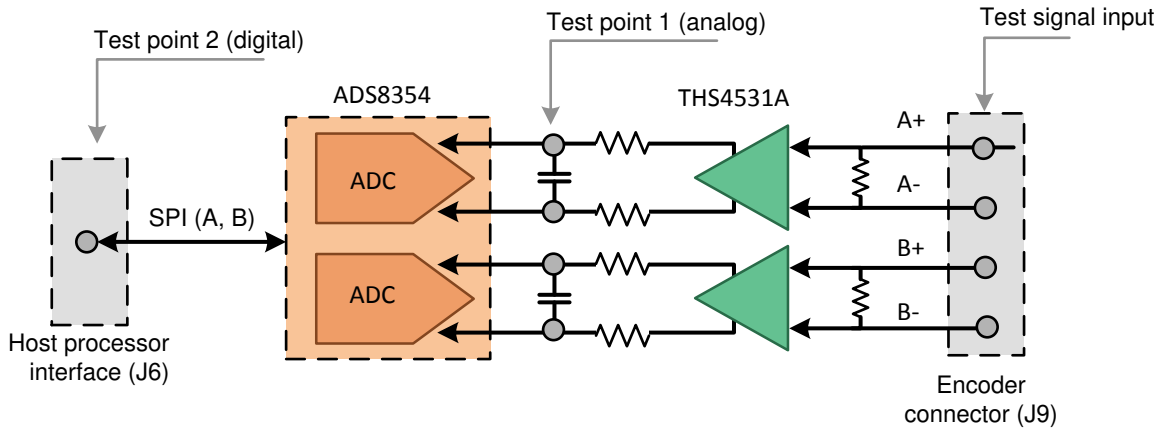 Test point 2 (digital)
Test point 1 (analog)
Test signal input
ADS8354
THS4531A
A+
ADC
A-
SPI (A, B)
B+
ADC
B-
Host processor
interface (J6)
Encoder
connector (J9)